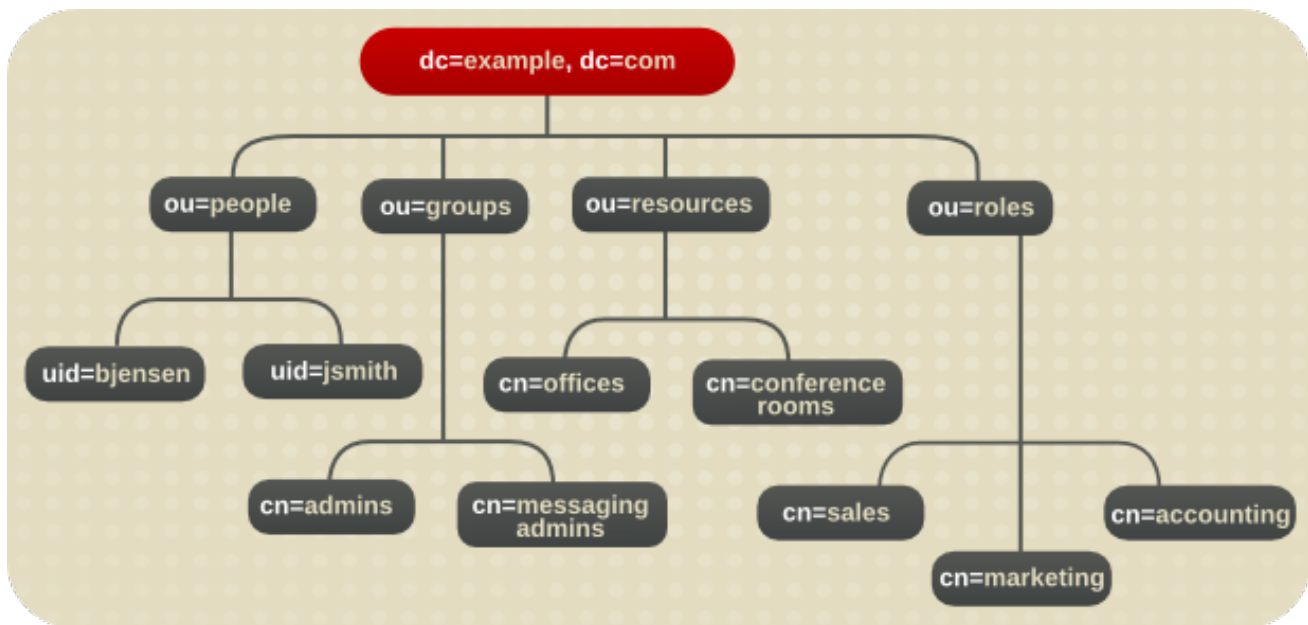 dc=example, dc=com
ou=people
ou=groups
ou=resources
ou=roles
uid=bjensen
uid=jsmith
cn=offices
cn=conference
rooms
cn=admins
cn=messaging
admins
cn=sales
cn=accounting
cn=marketing